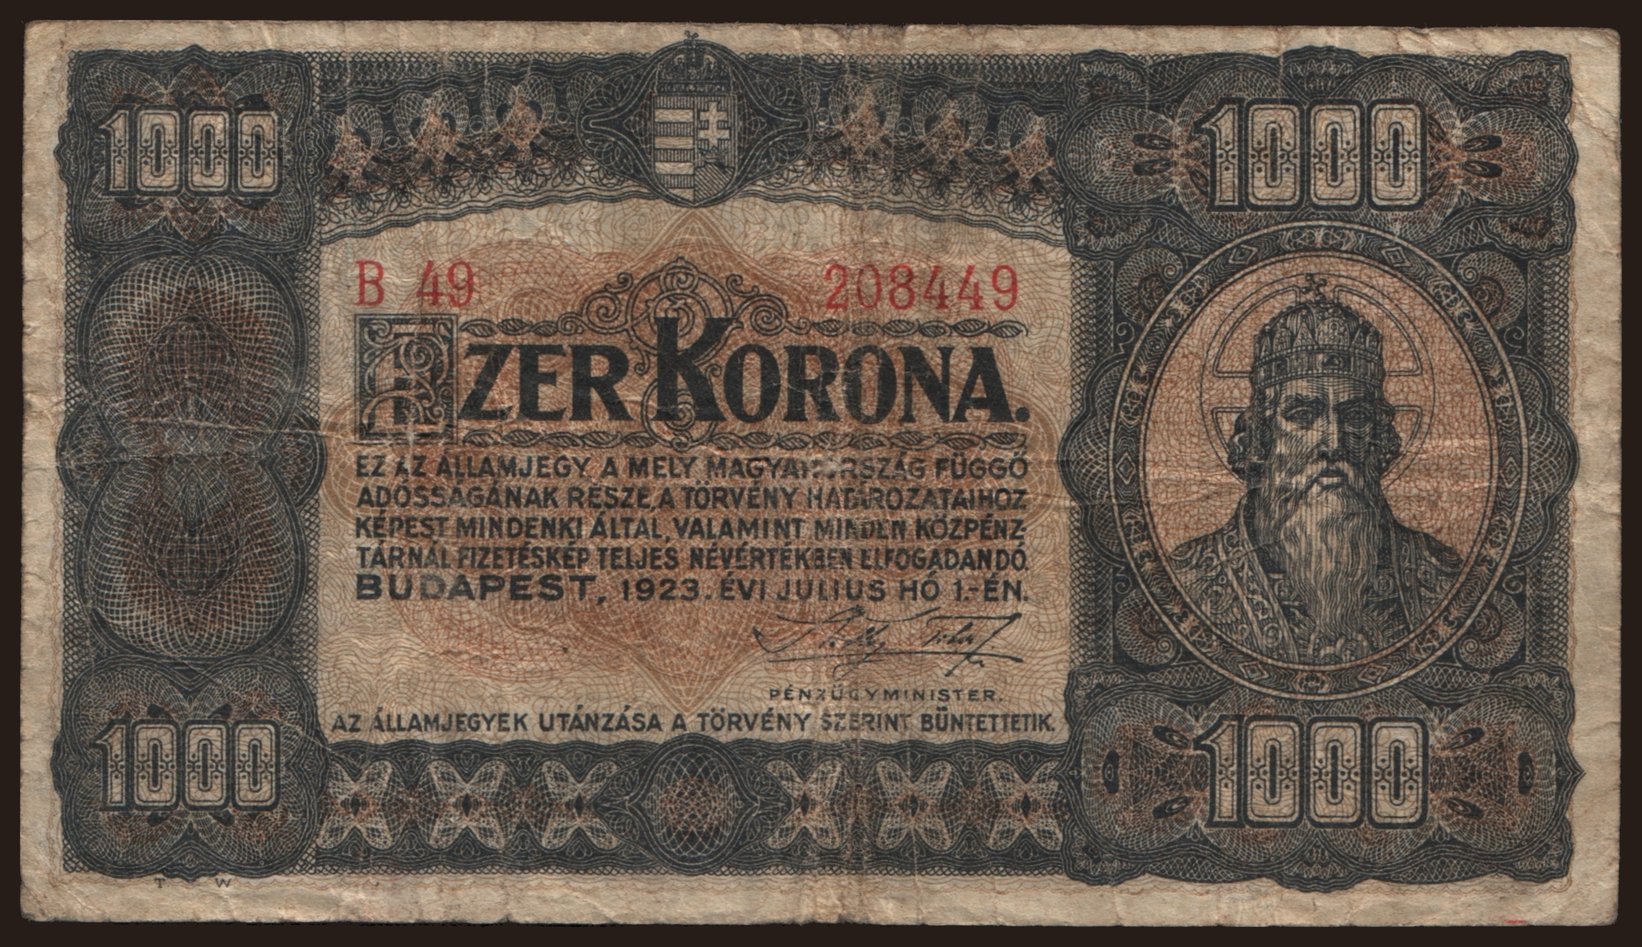 1000
1000
B 49 208449
EZER KORONA.
EZ AZ ÁLLAMJEGY, A MELY MAGYARORSZÁG FÜGGŐ
ADÓSSÁGÁNAK RÉSZE, A TÖRVÉNY HATÁROZATAIHOZ
KÉPEST MINDENKI ÁLTAL, VALAMINT MINDEN KÖZPÉNZ-
TÁRNÁL FIZETÉSKÉP TELJES NÉVÉRTÉKBEN ELFOGADANDÓ.
BUDAPEST, 1923. ÉVI JULIUS HÓ 1.-ÉN.
PÉNZÜGYMINISTER.
AZ ÁLLAMJEGYEK UTÁNZÁSA A TÖRVÉNY SZERINT BÜNTETTETIK.
1000
1000
T W